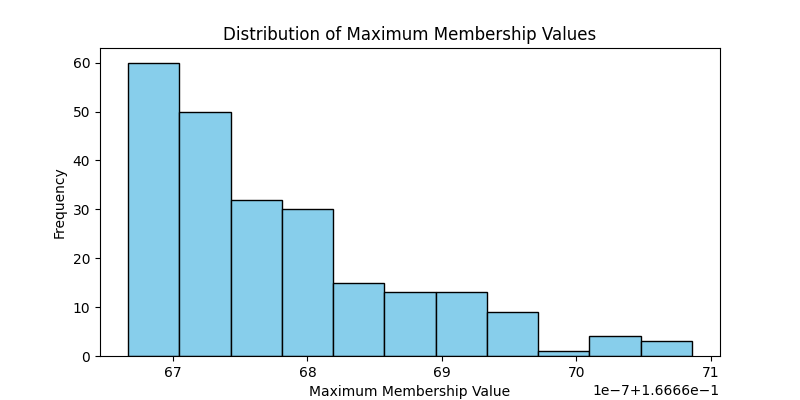 Distribution of Maximum Membership Values
60
50
40
30
20
10
0
Frequency
67 68 69 70 71
1e−7+1.6666e−1
Maximum Membership Value